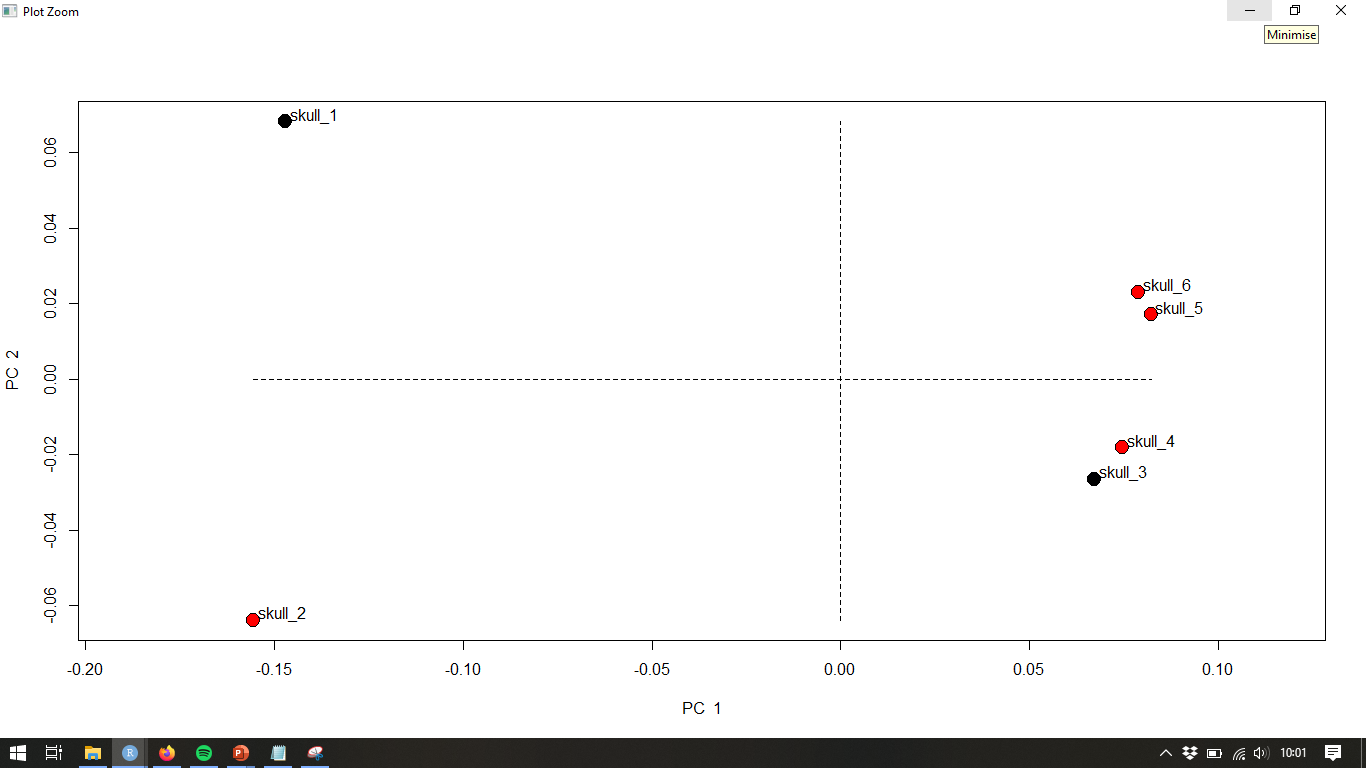 Plot Zoom
Minimise
skull_1
skull_6
skull_5
skull_4
skull_3
skull_2
PC 2
0.06
0.04
0.02
0.00
-0.02
-0.04
-0.06
-0.20 -0.15 -0.10 -0.05 0.00 0.05 0.10
PC 1
R
P
10:01